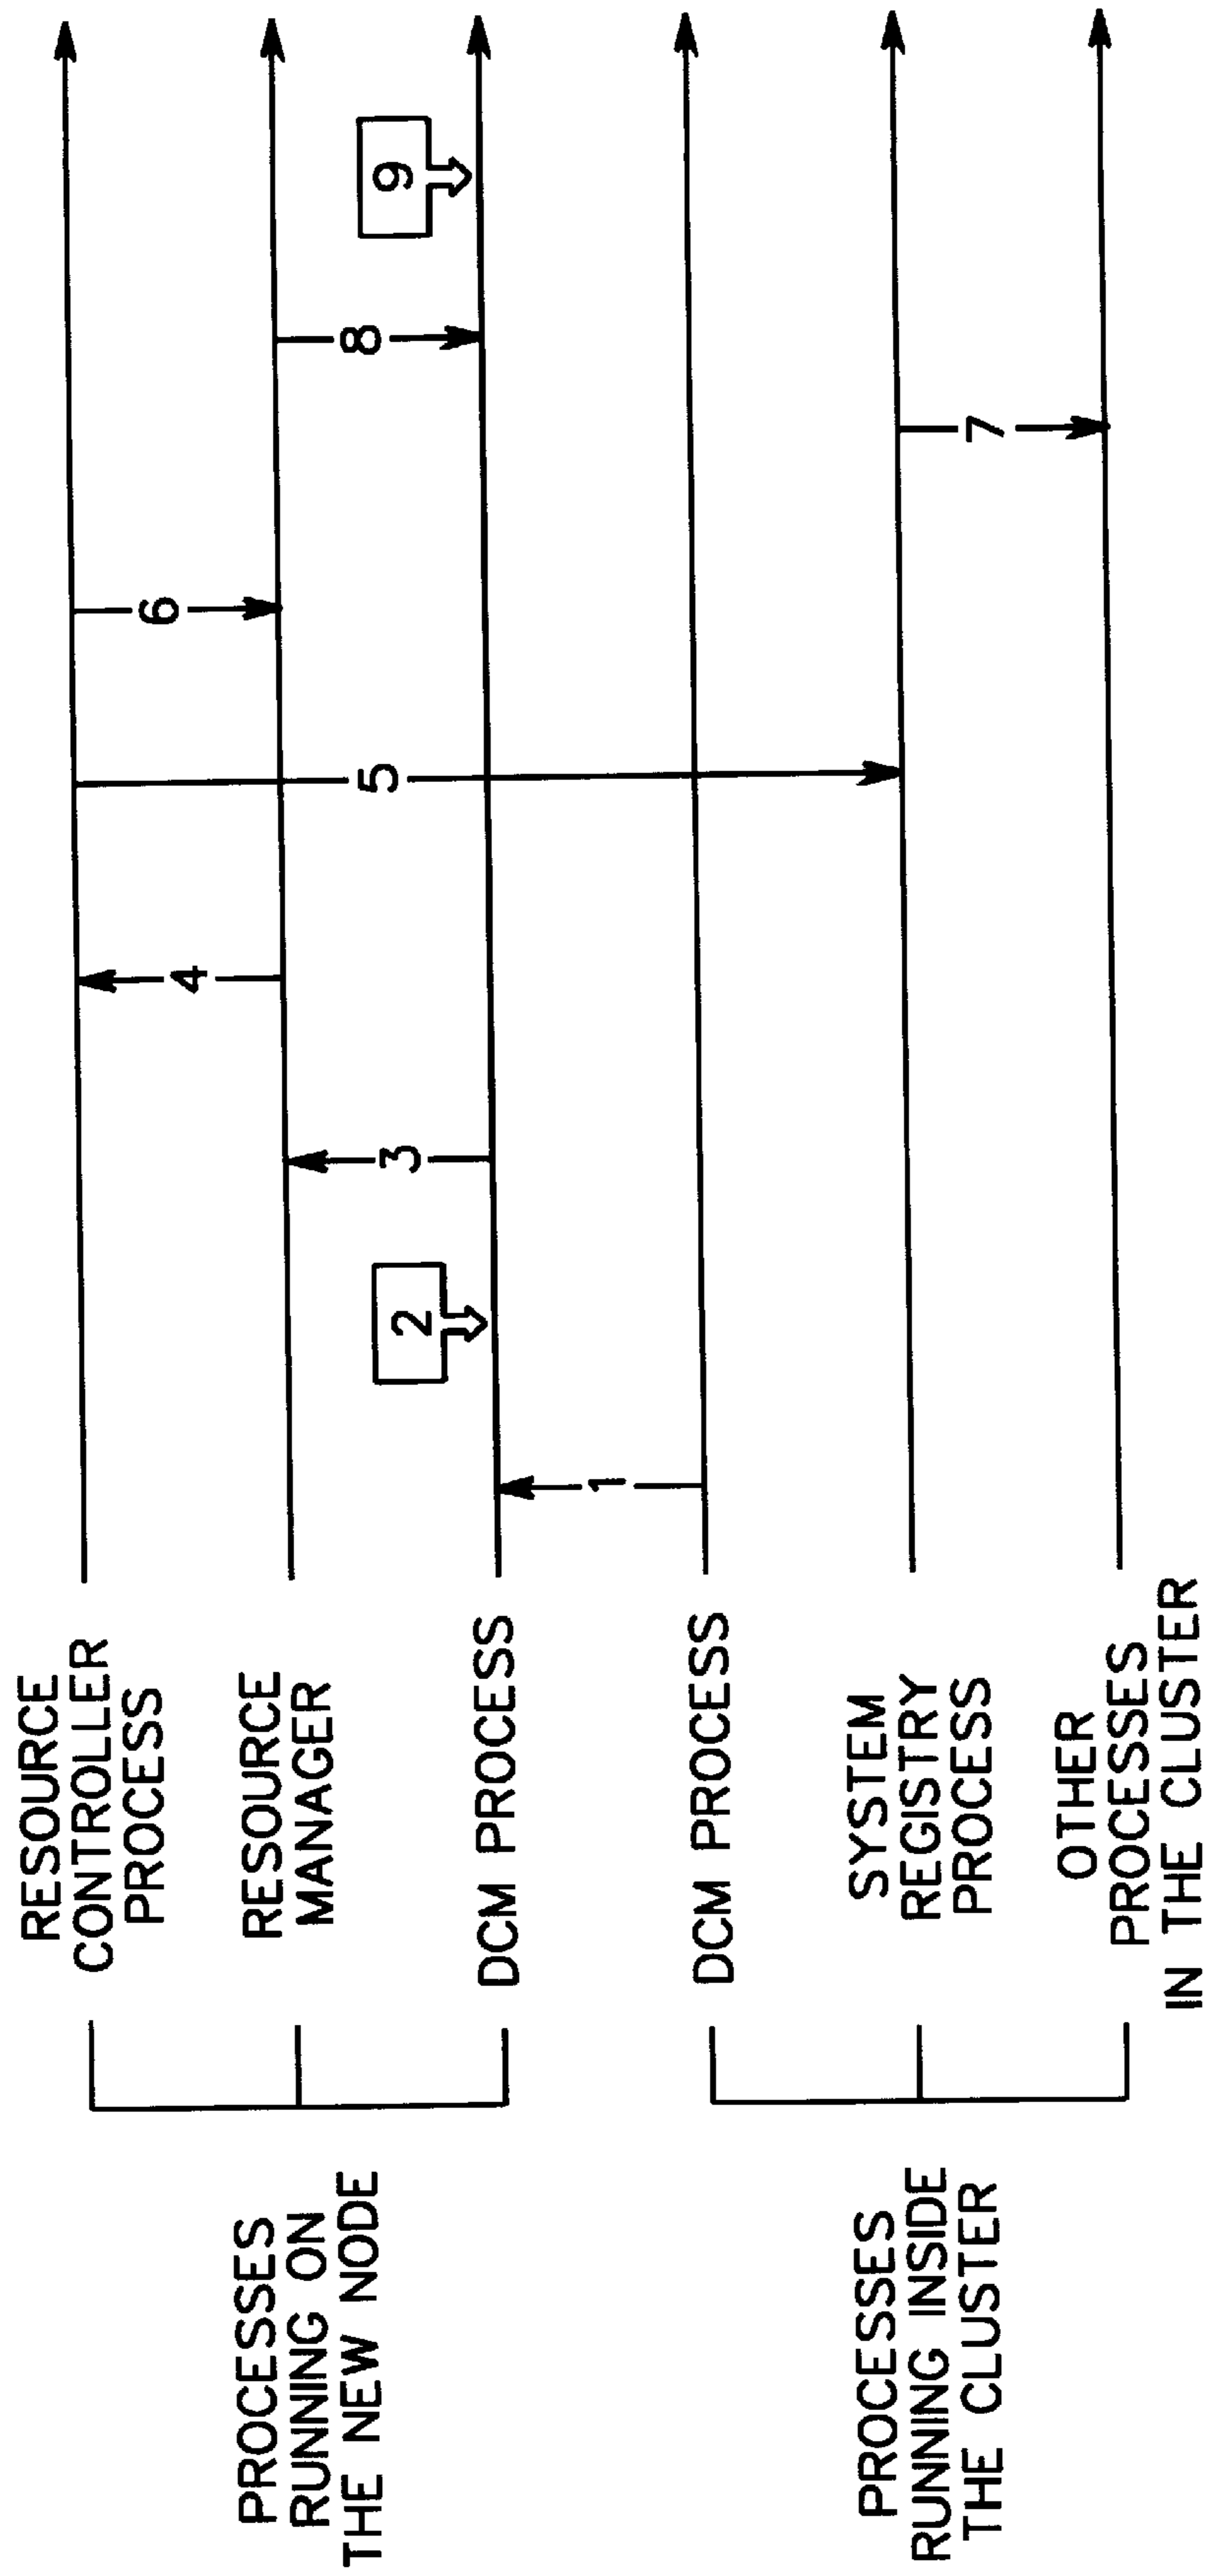 PROCESSES
RUNNING ON
THE NEW NODE
RESOURCE
CONTROLLER
PROCESS
RESOURCE
MANAGER
DCM PROCESS
1
2
3
4
5
6
7
8
9
PROCESSES
RUNNING INSIDE
THE CLUSTER
DCM PROCESS
SYSTEM
REGISTRY
PROCESS
OTHER
PROCESSES
IN THE CLUSTER